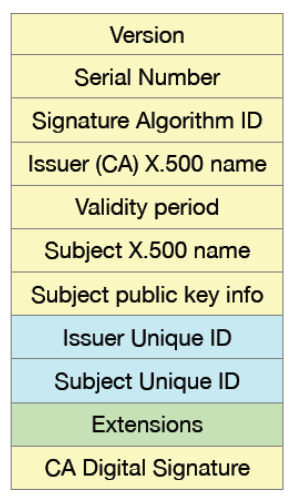 Version
Serial Number
Signature Algorithm ID
Issuer (CA) X.500 name
Validity period
Subject X.500 name
Subject public key info
Issuer Unique ID
Subject Unique ID
Extensions
CA Digital Signature